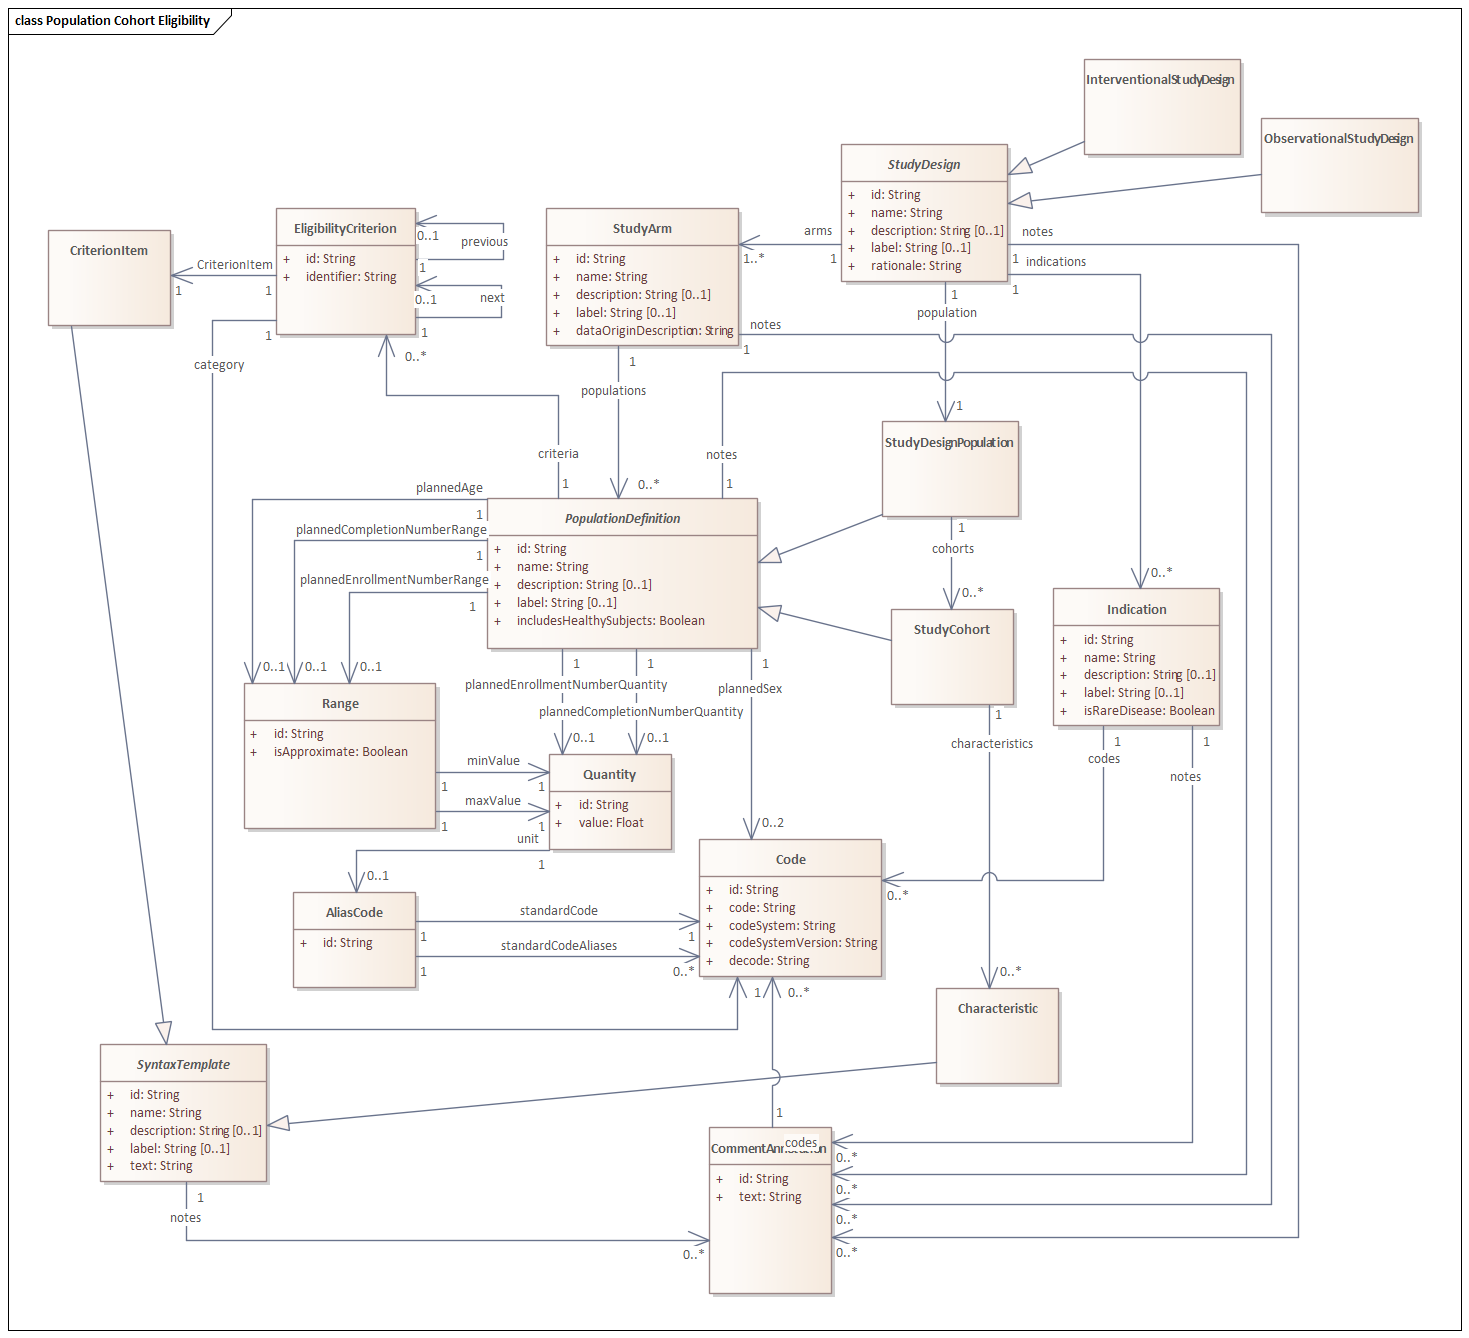 class Population Cohort Eligibility
InterventionalStudyDesign
ObservationalStudyDesign
StudyDesign
+ id: String
+ name: String
+ description: String [0..1]
+ label: String [0..1]
+ rationale: String
StudyArm
+ id: String
+ name: String
+ description: String [0..1]
+ label: String [0..1]
+ dataOriginDescription: String
EligibilityCriterion
+ id: String
+ identifier: String
CriterionItem
CriterionItem
1
1
0..1
previous
1
0..1
next
1
1
category
0..*
arms
1..*
1
notes
1
indications
1
1
population
1
notes
1
1
populations
0..*
criteria
1
notes
1
StudyDesignPopulation
1
cohorts
0..*
0..*
plannedAge
1
plannedCompletionNumberRange
1
plannedEnrollmentNumberRange
1
PopulationDefinition
+ id: String
+ name: String
+ description: String [0..1]
+ label: String [0..1]
+ includesHealthySubjects: Boolean
StudyCohort
Indication
+ id: String
+ name: String
+ description: String [0..1]
+ label: String [0..1]
+ isRareDisease: Boolean
0..1
0..1
0..1
1
plannedEnrollmentNumberQuantity
1
plannedCompletionNumberQuantity
1
plannedSex
0..1
0..1
1
characteristics
1
codes
1
notes
Range
+ id: String
+ isApproximate: Boolean
minValue
1
1
maxValue
1
1
Quantity
+ id: String
+ value: Float
unit
1
0..1
0..2
Code
+ id: String
+ code: String
+ codeSystem: String
+ codeSystemVersion: String
+ decode: String
0..*
AliasCode
+ id: String
standardCode
1
1
standardCodeAliases
1
0..*
1
0..*
0..*
Characteristic
SyntaxTemplate
+ id: String
+ name: String
+ description: String [0..1]
+ label: String [0..1]
+ text: String
1
notes
0..*
1
codes
CommentAnnotation
+ id: String
+ text: String
0..*
0..*
0..*
0..*